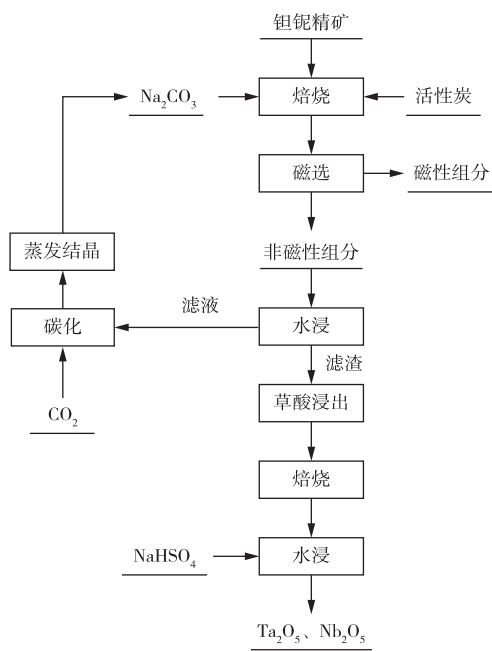 钽铌精矿
Na₂CO₃
焙烧
活性炭
磁选
磁性组分
蒸发结晶
非磁性组分
滤液
碳化
水浸
滤渣
CO₂
草酸浸出
焙烧
NaHSO₄
水浸
Ta₂O₅、Nb₂O₅